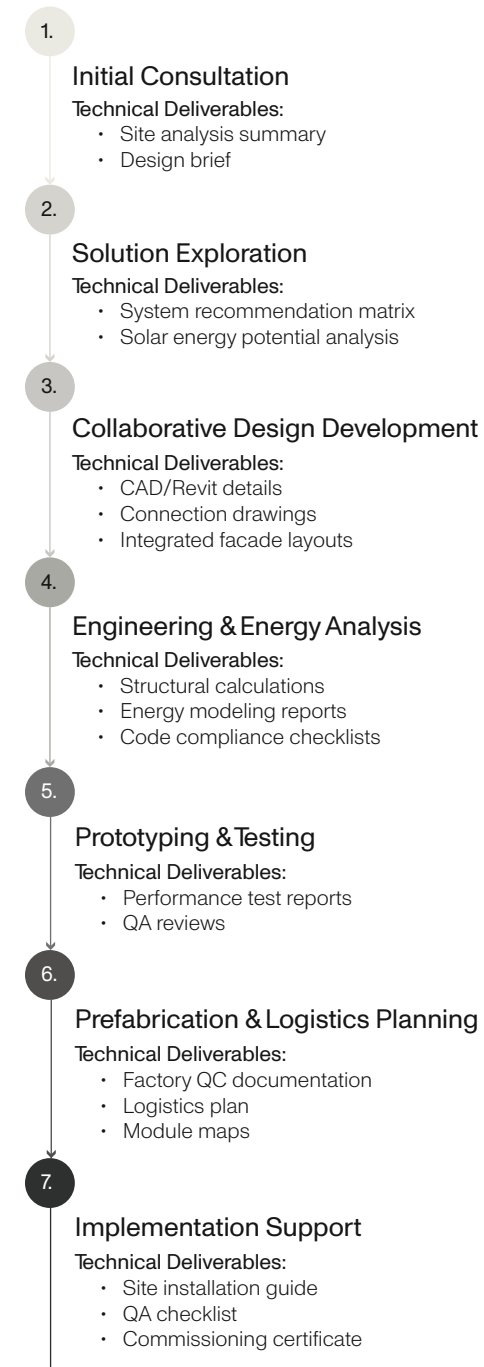 1.
Initial Consultation
Technical Deliverables:
• Site analysis summary
• Design brief
2.
Solution Exploration
Technical Deliverables:
• System recommendation matrix
• Solar energy potential analysis
3.
Collaborative Design Development
Technical Deliverables:
• CAD/Revit details
• Connection drawings
• Integrated facade layouts
4.
Engineering & Energy Analysis
Technical Deliverables:
• Structural calculations
• Energy modeling reports
• Code compliance checklists
5.
Prototyping & Testing
Technical Deliverables:
• Performance test reports
• QA reviews
6.
Prefabrication & Logistics Planning
Technical Deliverables:
• Factory QC documentation
• Logistics plan
• Module maps
7.
Implementation Support
Technical Deliverables:
• Site installation guide
• QA checklist
• Commissioning certificate